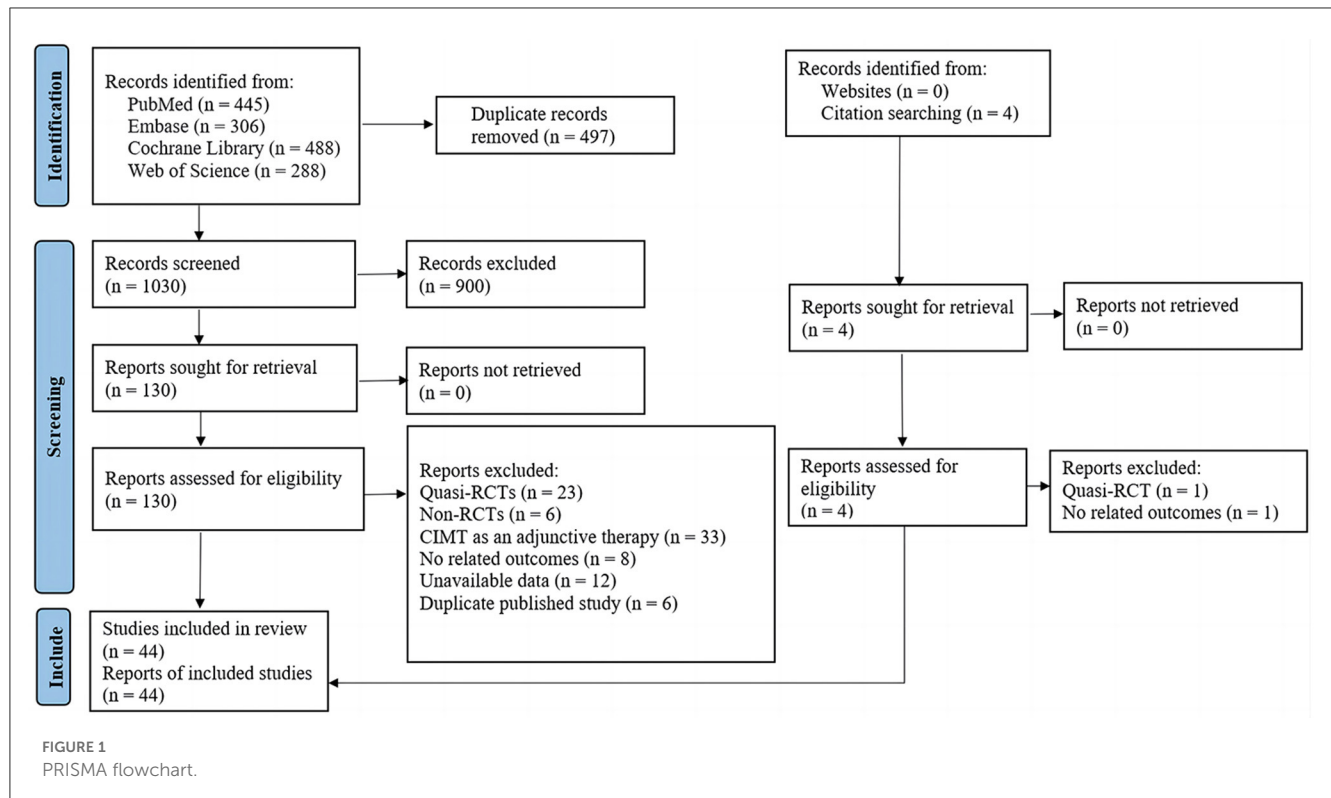 Identification
Records identified from:
PubMed (n = 445)
Embase (n = 306)
Cochrane Library (n = 488)
Web of Science (n = 288)
Duplicate records
removed (n = 497)
Records identified from:
Websites (n = 0)
Citation searching (n = 4)
Screening
Records screened
(n = 1030)
Records excluded
(n = 900)
Reports sought for retrieval
(n = 130)
Reports not retrieved
(n = 0)
Reports sought for retrieval
(n = 4)
Reports not retrieved
(n = 0)
Reports assessed for eligibility
(n = 130)
Reports excluded:
Quasi-RCTs (n = 23)
Non-RCTs (n = 6)
CIMT as an adjunctive therapy (n = 33)
No related outcomes (n = 8)
Unavailable data (n = 12)
Duplicate published study (n = 6)
Reports assessed for
eligibility
(n = 4)
Reports excluded:
Quasi-RCT (n = 1)
No related outcomes (n = 1)
Include
Studies included in review
(n = 44)
Reports of included studies
(n = 44)
FIGURE 1
PRISMA flowchart.